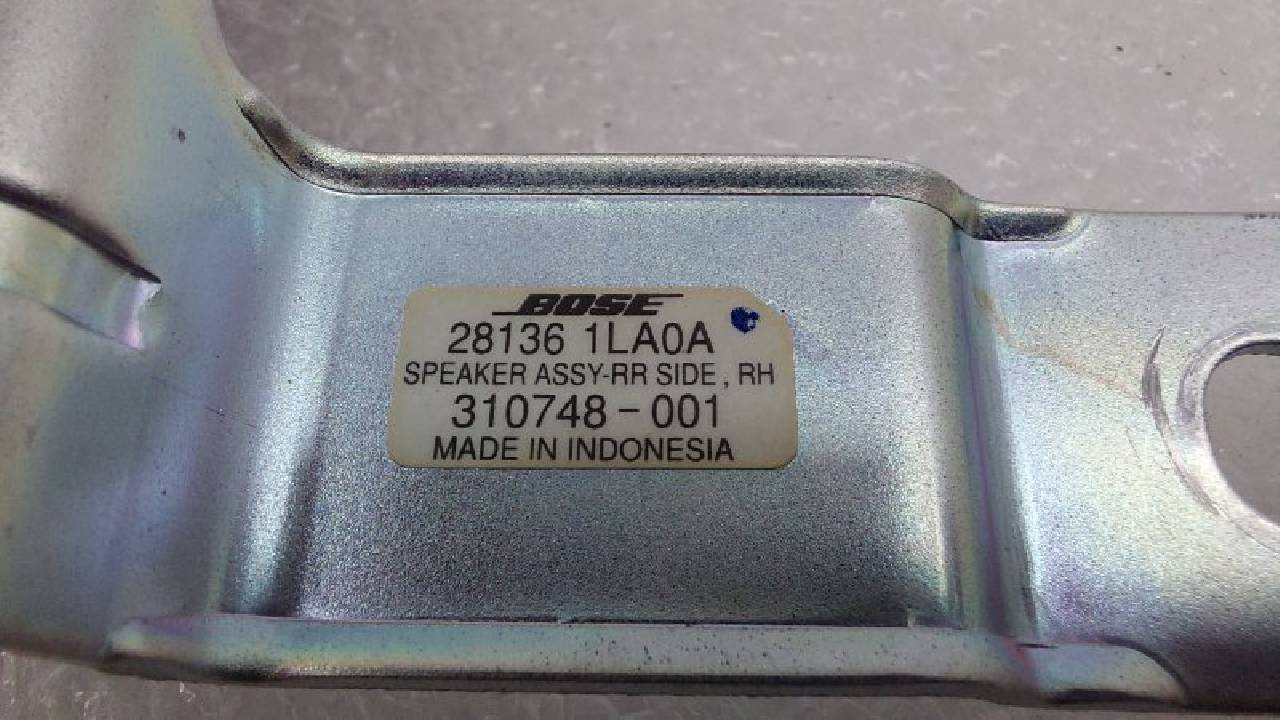 BOSE
28136 1LA0A
SPEAKER ASSY-RR SIDE , RH
310748-001
MADE IN INDONESIA